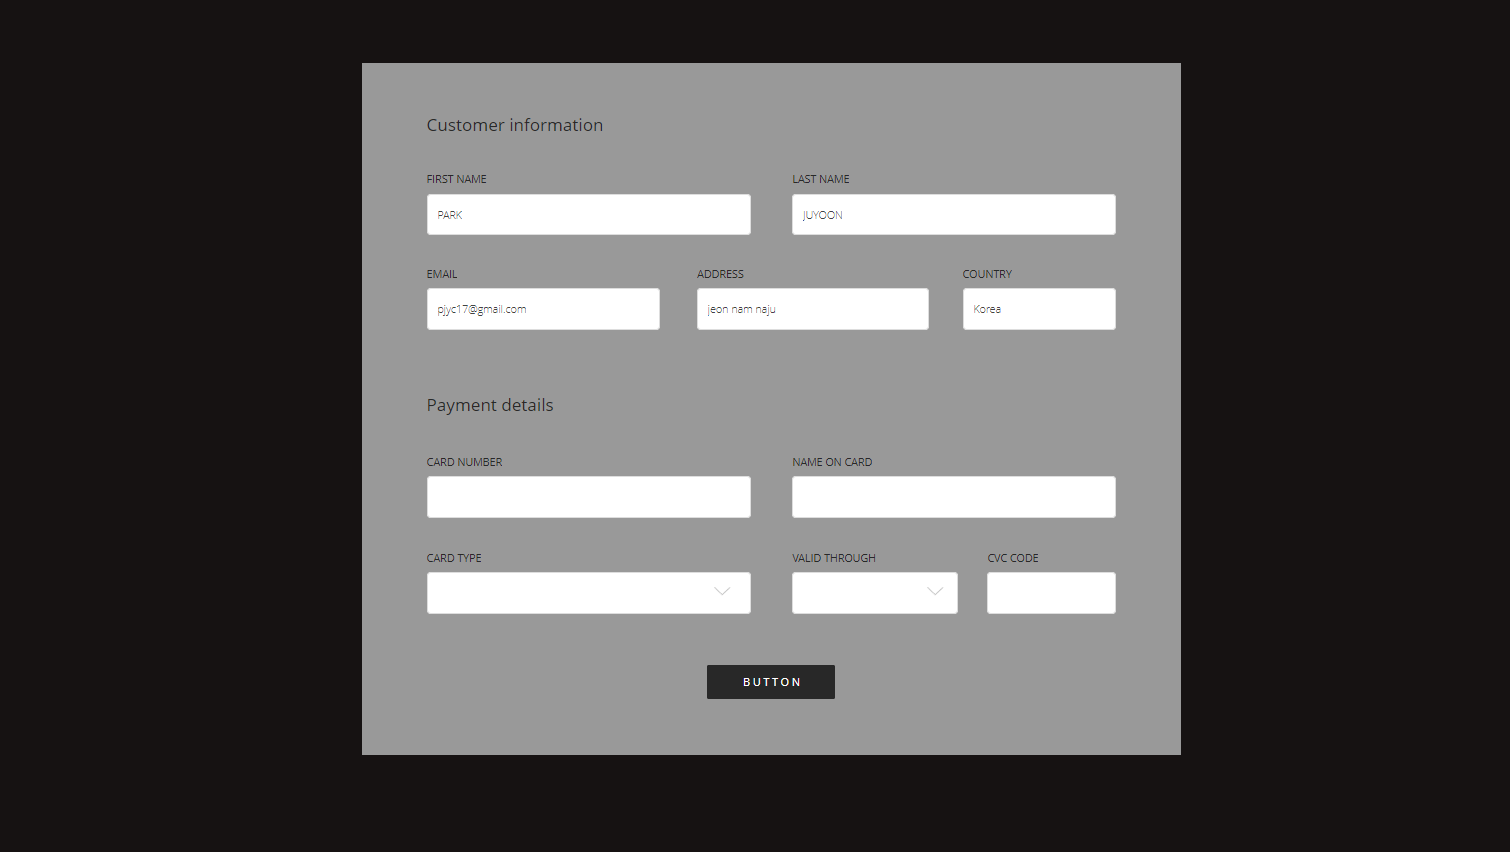 Customer information
FIRST NAME
LAST NAME
PARK
JUYOON
EMAIL
ADDRESS
COUNTRY
pjyc17@gmail.com
jeon nam naju
Korea
Payment details
CARD NUMBER
NAME ON CARD
CARD TYPE
VALID THROUGH
CVC CODE
BUTTON